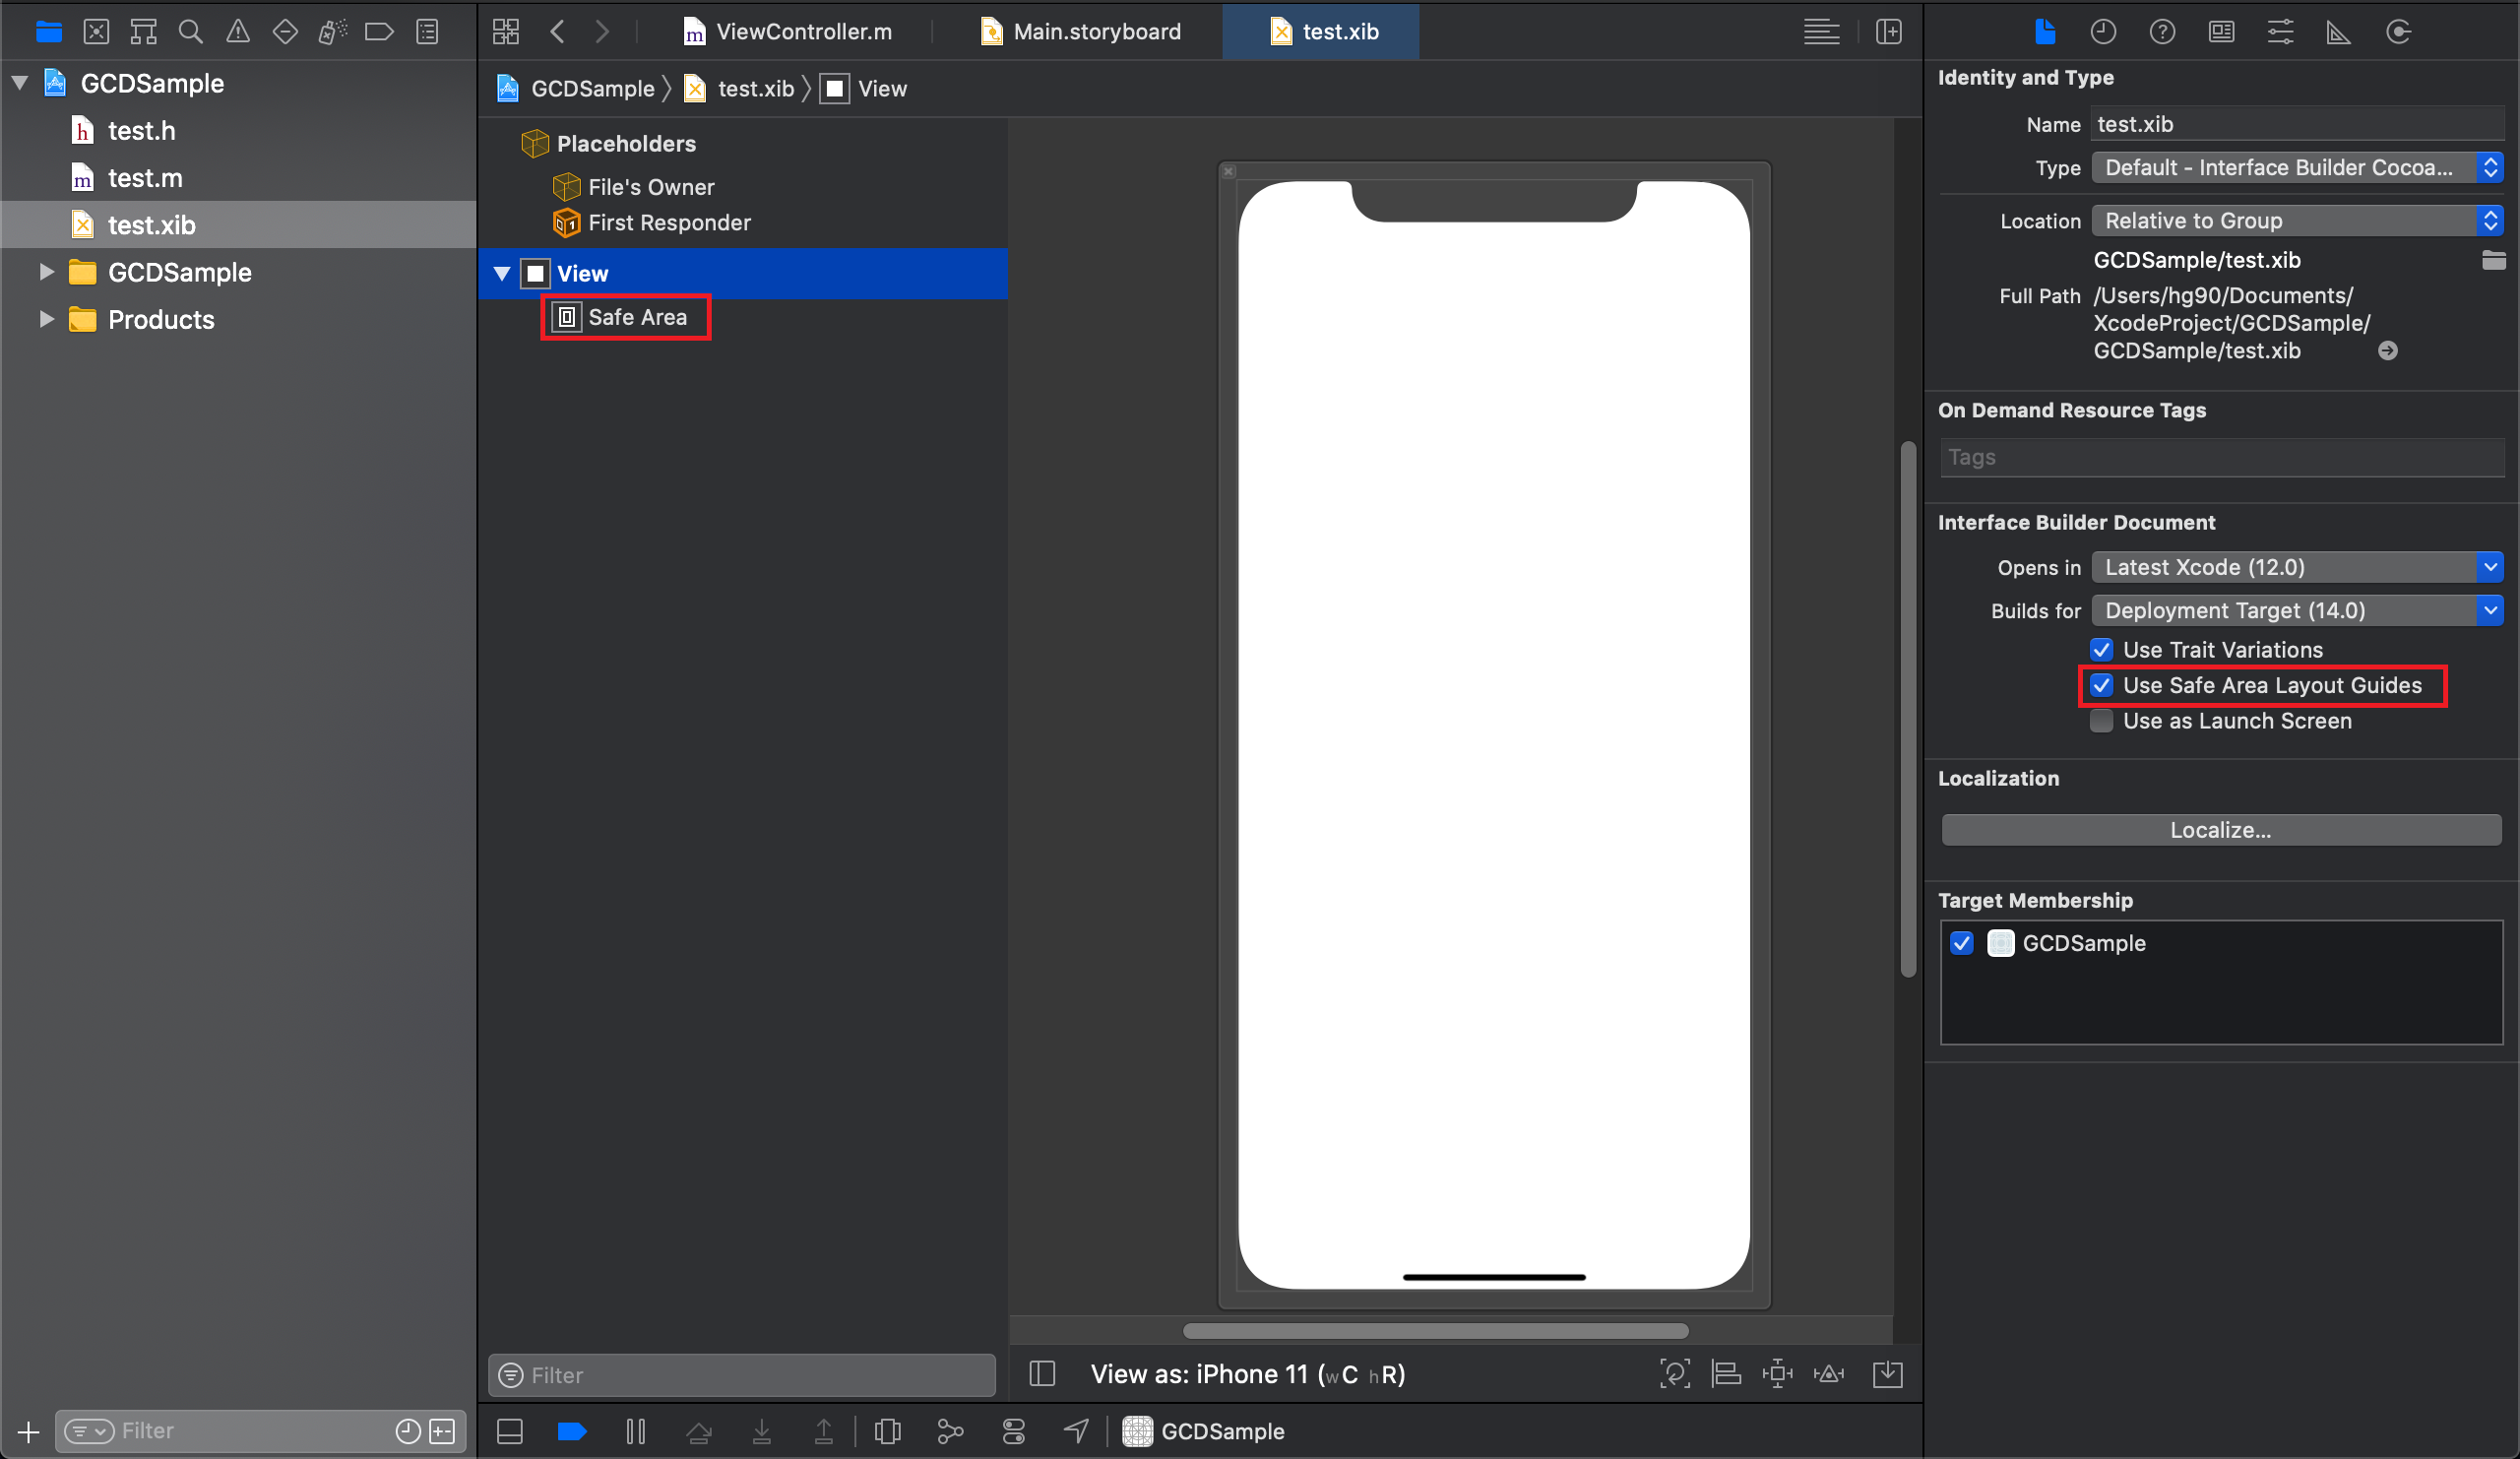 ViewController.m
Main.storyboard
test.xib
GCDSample
test.h
test.m
test.xib
GCDSample
Products
Filter
GCDSample
test.xib
View
Placeholders
File's Owner
First Responder
View
Safe Area
Filter
View as: iPhone 11 (wC hR)
GCDSample
Identity and Type
Name test.xib
Type Default - Interface Builder Cocoa...
Location Relative to Group
GCDSample/test.xib
Full Path /Users/hg90/Documents/
XcodeProject/GCDSample/
GCDSample/test.xib
On Demand Resource Tags
Tags
Interface Builder Document
Opens in Latest Xcode (12.0)
Builds for Deployment Target (14.0)
Use Trait Variations
Use Safe Area Layout Guides
Use as Launch Screen
Localization
Localize...
Target Membership
GCDSample